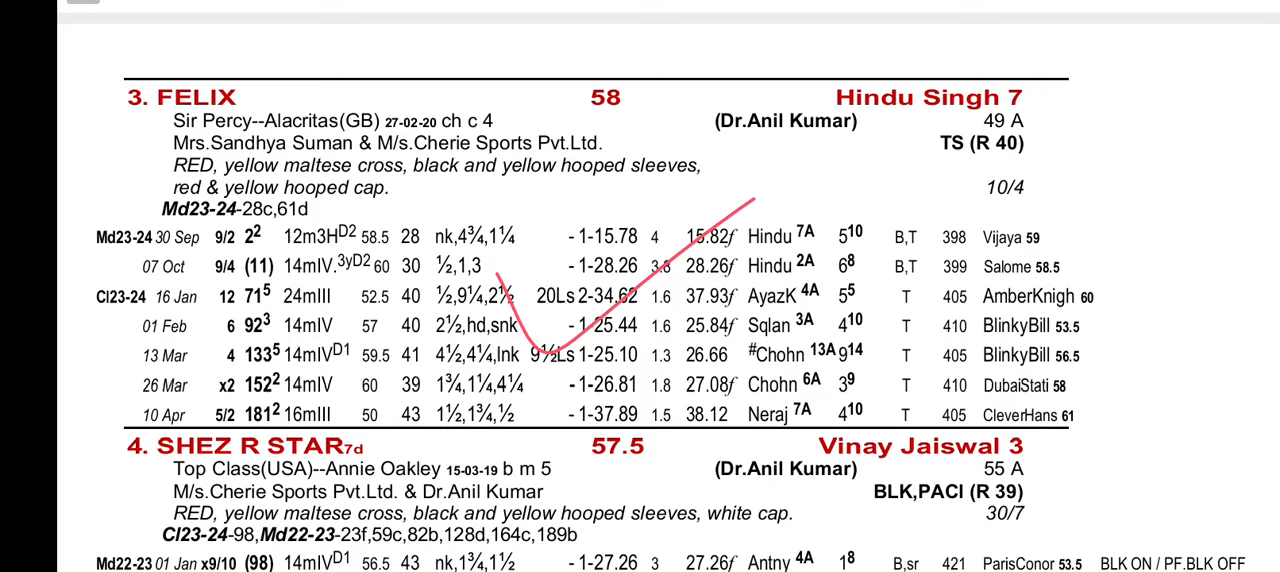 3. FELIX 58 Hindu Singh 7
Sir Percy--Alacritas(GB) 27-02-20 ch c 4 (Dr.Anil Kumar) 49 A
Mrs.Sandhya Suman & M/s.Cherie Sports Pvt.Ltd. TS (R 40)
RED, yellow maltese cross, black and yellow hooped sleeves,
red & yellow hooped cap. 10/4
Md23-24-28c,61d
Md23-24 30 Sep 9/2 2² 12m3H D2 58.5 28 nk,4¾,1¼ - 1-15.78 4 15.82f Hindu 7A 5¹⁰ B,T 398 Vijaya 59
07 Oct 9/4 (11) 14mIV.3yD2 60 30 ½,1,3 - 1-28.26 3.8 28.26f Hindu 2A 6⁸ B,T 399 Salome 58.5
Cl23-24 16 Jan 12 71⁵ 24mIII 52.5 40 ½,9¼,2½ 20Ls 2-34.62 1.6 37.93f AyazK 4A 5⁵ T 405 AmberKnigh 60
01 Feb 6 92³ 14mIV 57 40 2½,hd,snk - 1-25.44 1.6 25.84f Sqlan 3A 4¹⁰ T 410 BlinkyBill 53.5
13 Mar 4 133⁵ 14mIV D1 59.5 41 4½,4¼,lnk 9½Ls 1-25.10 1.3 26.66 #Chohn 13A 9¹⁴ T 405 BlinkyBill 56.5
26 Mar x2 152² 14mIV 60 39 1¾,1¼,4¼ - 1-26.81 1.8 27.08f Chohn 6A 3⁹ T 410 DubaiStati 58
10 Apr 5/2 181² 16mIII 50 43 1½,1¾,½ - 1-37.89 1.5 38.12 Neraj 7A 4¹⁰ T 405 CleverHans 61
4. SHEZ R STAR7d 57.5 Vinay Jaiswal 3
Top Class(USA)--Annie Oakley 15-03-19 b m 5 (Dr.Anil Kumar) 55 A
M/s.Cherie Sports Pvt.Ltd. & Dr.Anil Kumar BLK,PACI (R 39)
RED, yellow maltese cross, black and yellow hooped sleeves, white cap. 30/7
Cl23-24-98,Md22-23-23f,59c,82b,128d,164c,189b
Md22-23 01 Jan x9/10 (98) 14mIV D1 56.5 43 nk,1¾,1½ - 1-27.26 3 27.26f Antny 4A 1⁸ B,sr 421 ParisConor 53.5 BLK ON / PF.BLK OFF